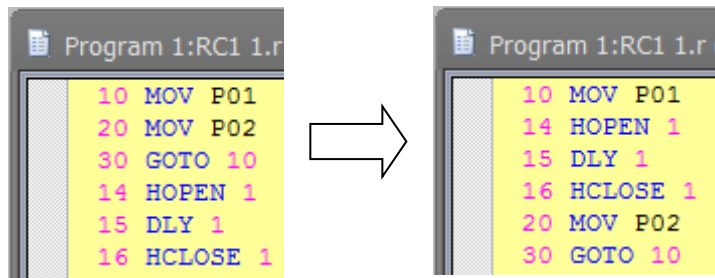 Program 1:RC1 1.r
10 MOV P01
20 MOV P02
30 GOTO 10
14 HOPEN 1
15 DLY 1
16 HCLOSE 1
Program 1:RC1 1.r
10 MOV P01
14 HOPEN 1
15 DLY 1
16 HCLOSE 1
20 MOV P02
30 GOTO 10